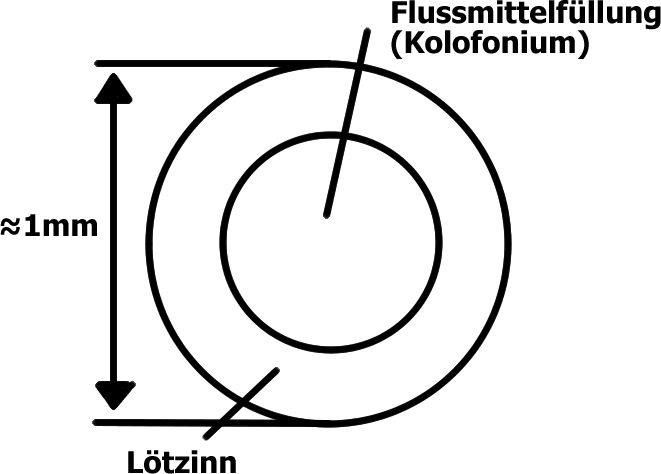 Flussmittelfüllung
(Kolofonium)
≈1mm
Lötzinn